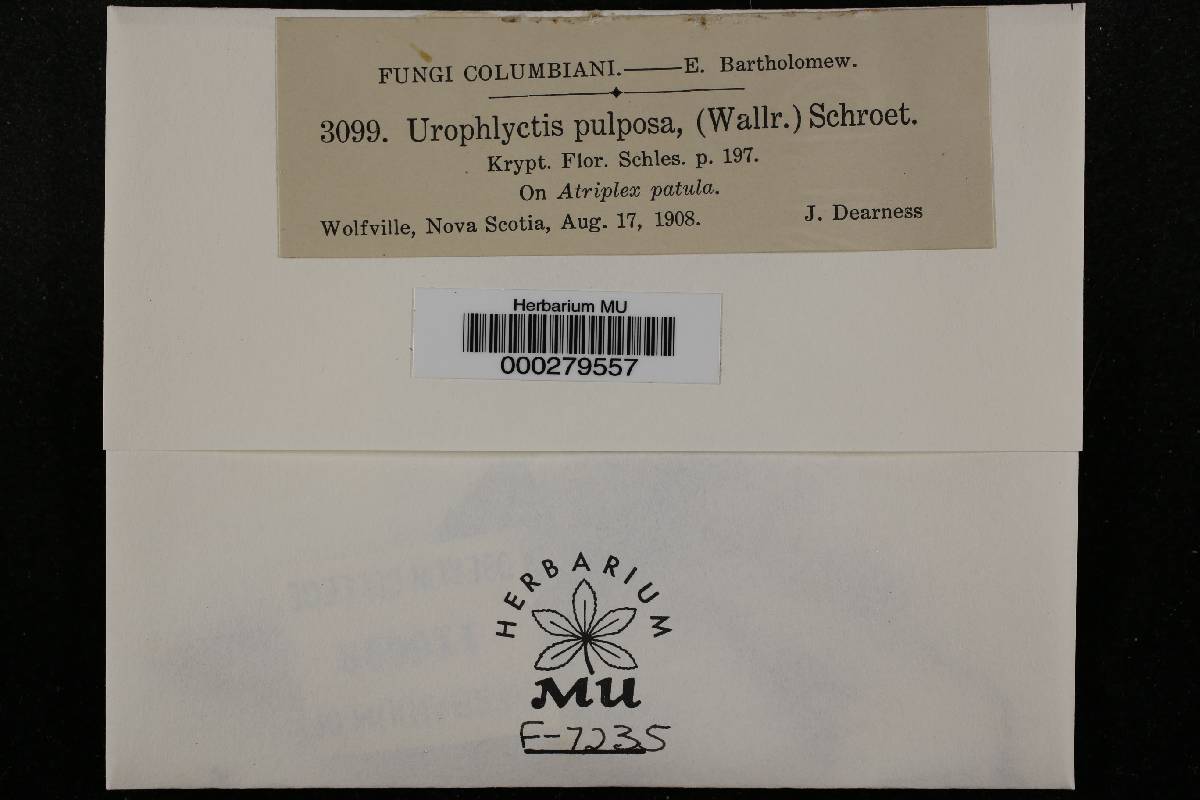 FUNGI COLUMBIANI.——E. Bartholomew.
3099. Urophlyctis pulposa, (Wallr.) Schroet.
Krypt. Flor. Schles. p. 197.
On Atriplex patula.
Wolfville, Nova Scotia, Aug. 17, 1908. J. Dearness
Herbarium MU
000279557
HERBARIUM
MU
F-7235